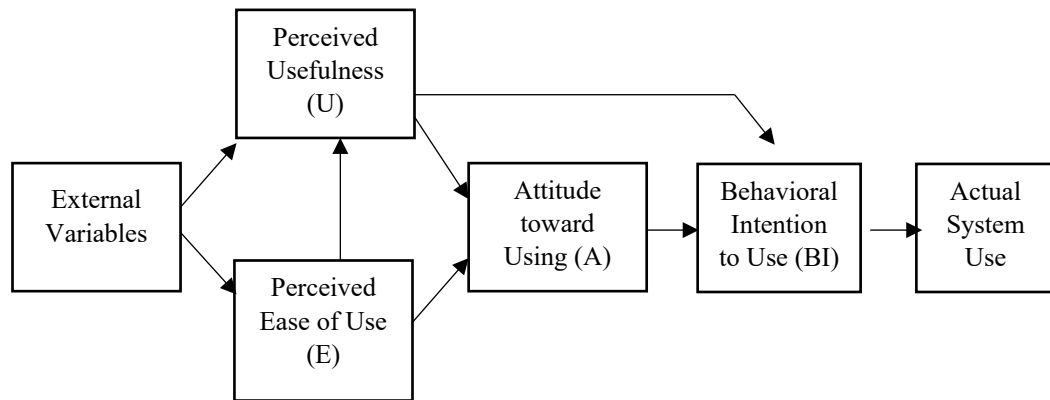 Perceived
Usefulness
(U)
External
Variables
Perceived
Ease of Use
(E)
Attitude
toward
Using (A)
Behavioral
Intention
to Use (BI)
Actual
System
Use